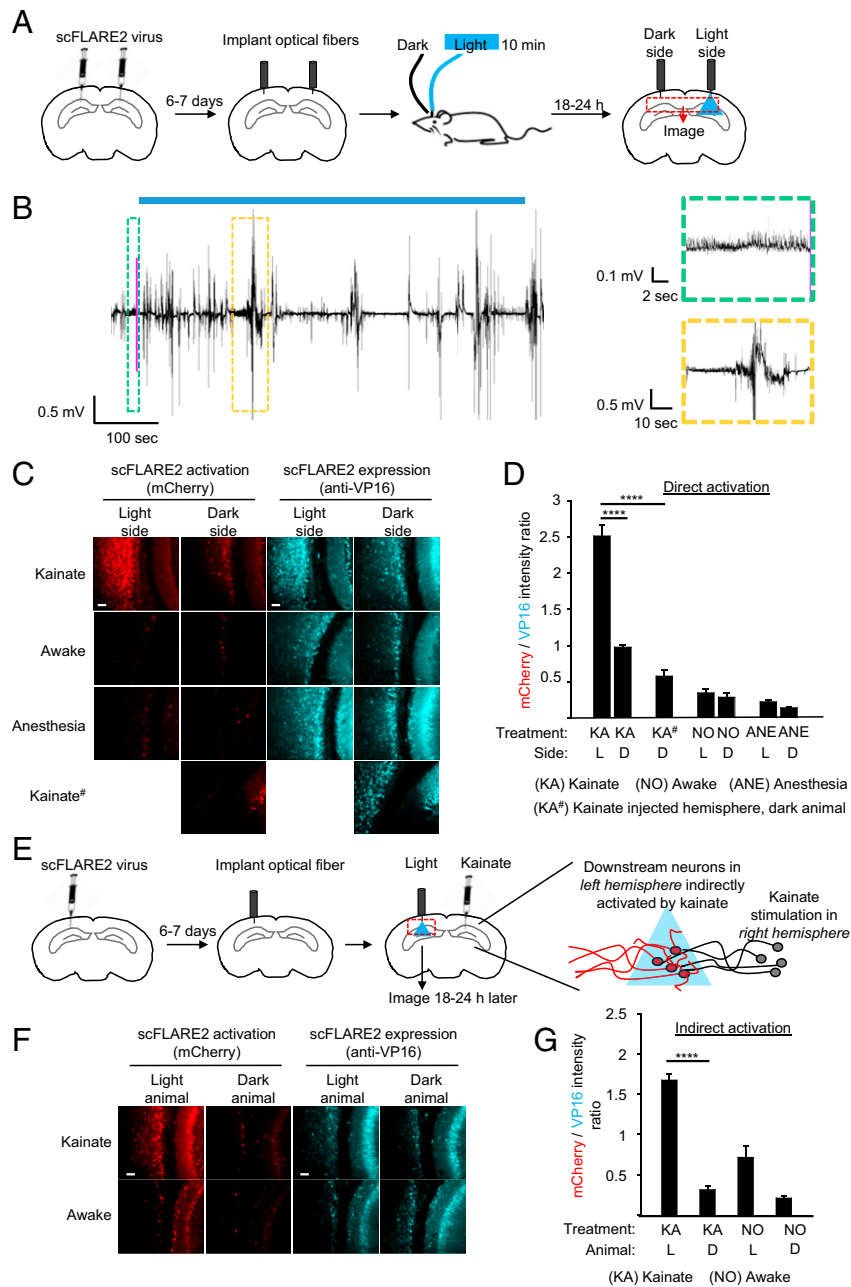 A
scFLARE2 virus
6-7 days
Implant optical fibers
Dark
Light
10 min
18-24 h
Dark side
Light side
Image
B
0.5 mV
100 sec
0.1 mV
2 sec
0.5 mV
10 sec
C
scFLARE2 activation
(mCherry)
scFLARE2 expression
(anti-VP16)
Light side
Dark side
Light side
Dark side
Kainate
Awake
Anesthesia
Kainate#
D
Direct activation
****
****
mCherry / VP16 intensity ratio
3
2.5
2
1.5
1
0.5
Treatment: KA KA KA# NO NO ANE ANE
Side: L D D L D L D
(KA) Kainate (NO) Awake (ANE) Anesthesia
(KA#) Kainate injected hemisphere, dark animal
E
scFLARE2 virus
6-7 days
Implant optical fiber
Light
Kainate
Image 18-24 h later
Downstream neurons in
left hemisphere indirectly
activated by kainate
Kainate
stimulation in
right hemisphere
F
scFLARE2 activation
(mCherry)
scFLARE2 expression
(anti-VP16)
Light animal
Dark animal
Light animal
Dark animal
Kainate
Awake
G
Indirect activation
****
mCherry / VP16 intensity
ratio
2.5
2
1.5
1
0.5
Treatment: KA KA NO NO
Animal: L D L D
(KA) Kainate (NO) Awake